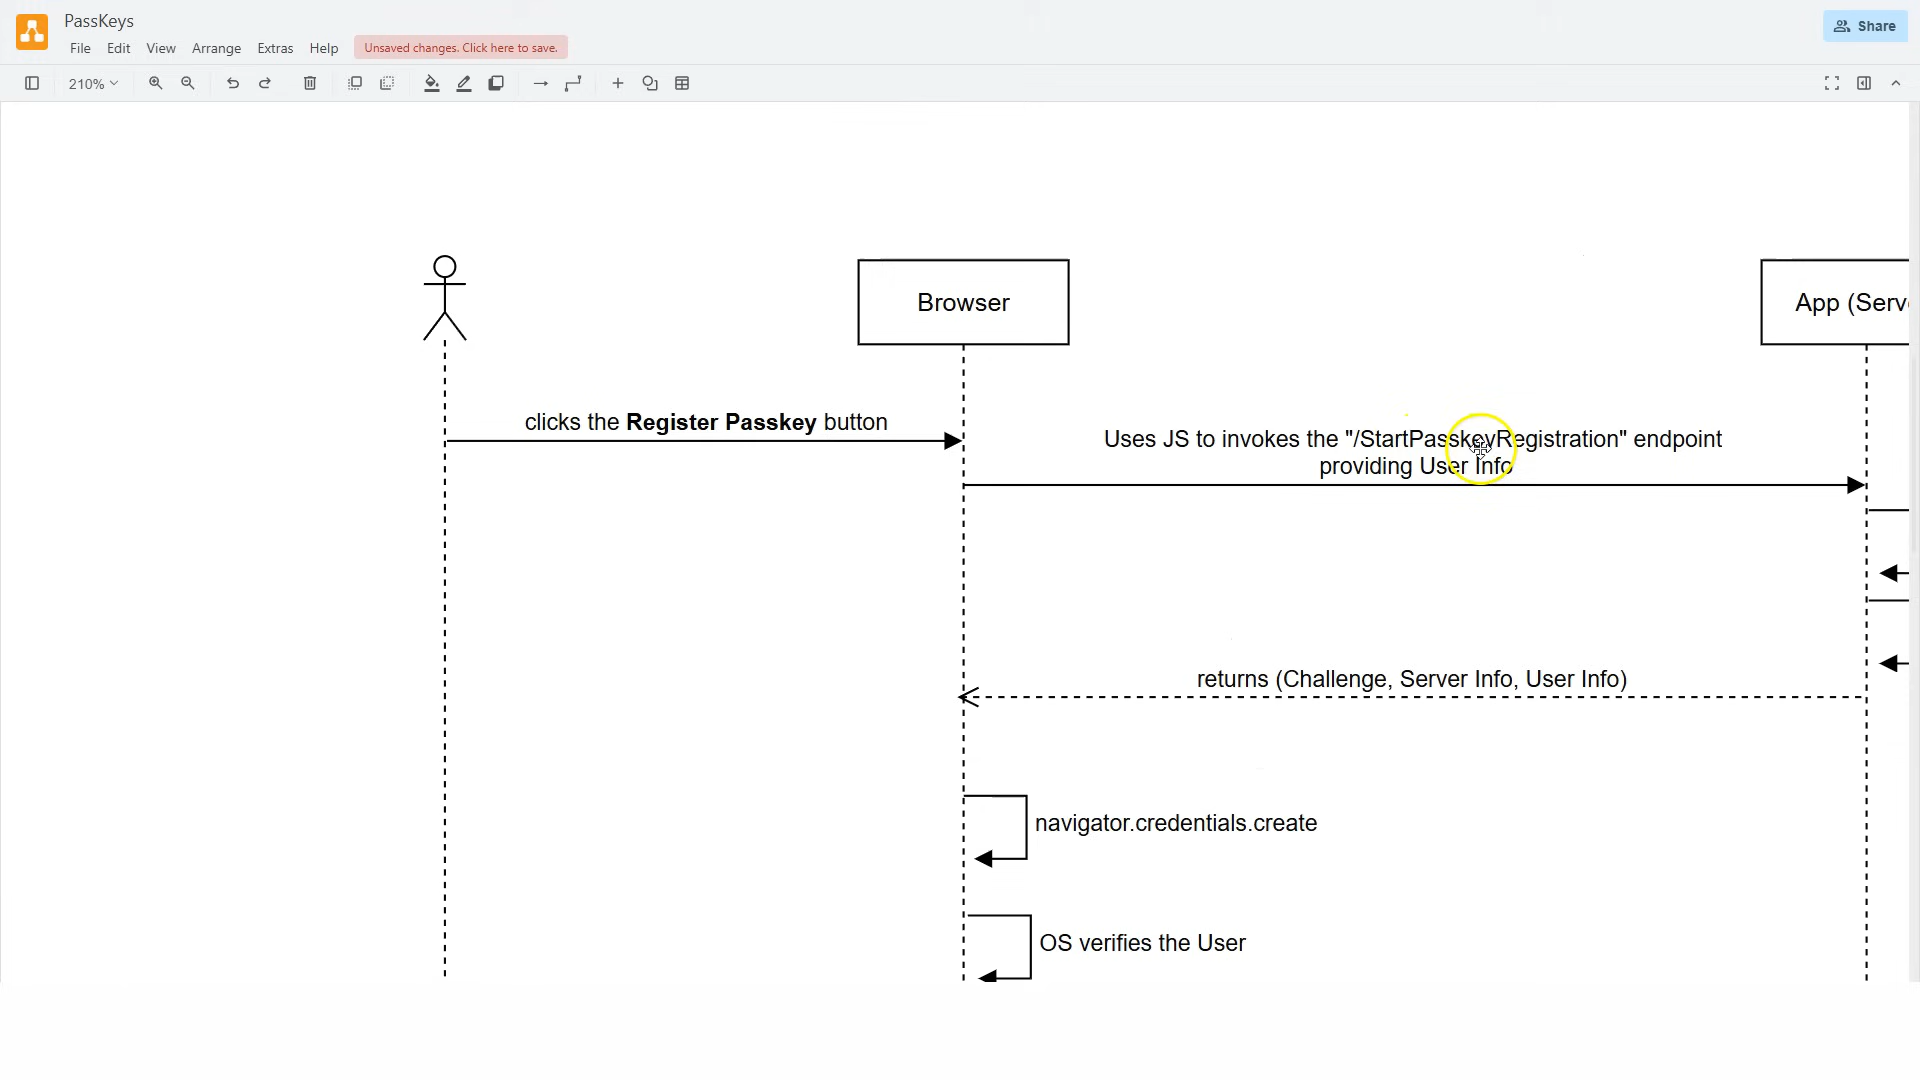 PassKeys
File Edit View Arrange Extras Help Unsaved changes. Click here to save.
Share
210%
Browser
App (Serv
clicks the Register Passkey button
Uses JS to invokes the "/StartPasskeyRegistration" endpoint
providing User Info
returns (Challenge, Server Info, User Info)
navigator.credentials.create
OS verifies the User